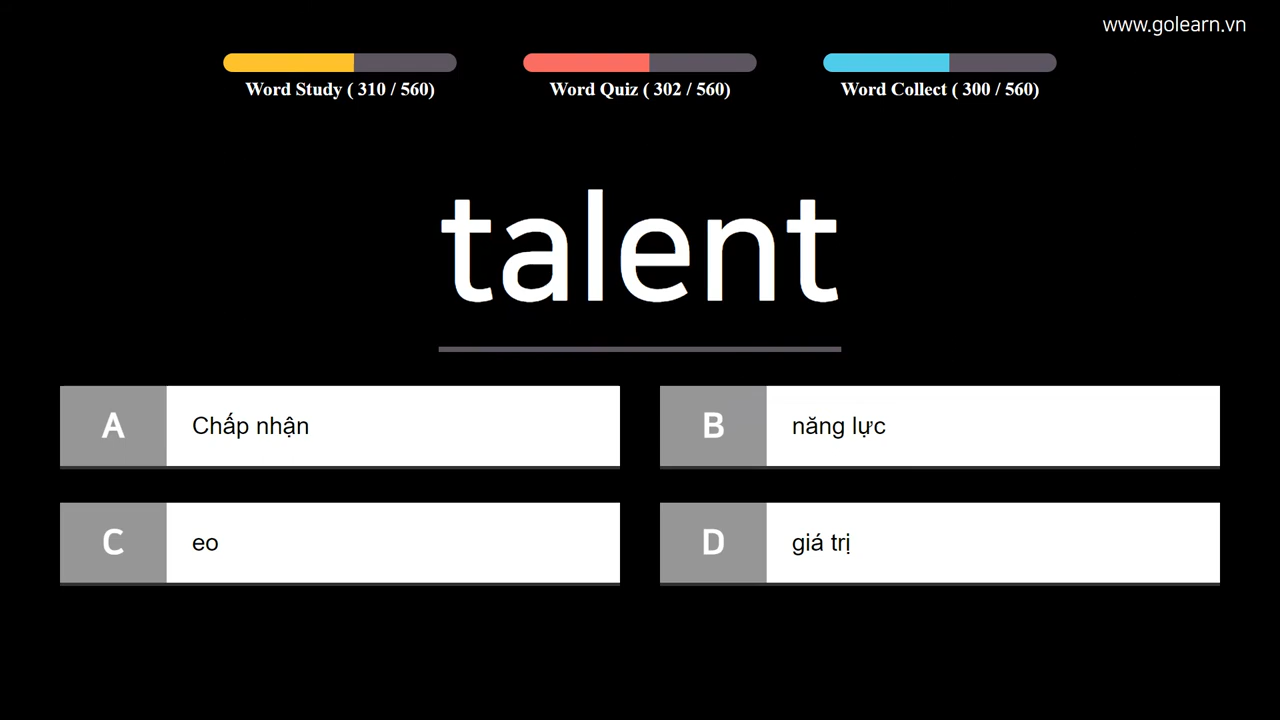 www.golearn.vn
Word Study ( 310 / 560)
Word Quiz ( 302 / 560)
Word Collect ( 300 / 560)
talent
A Chấp nhận
B năng lực
C eo
D giá trị